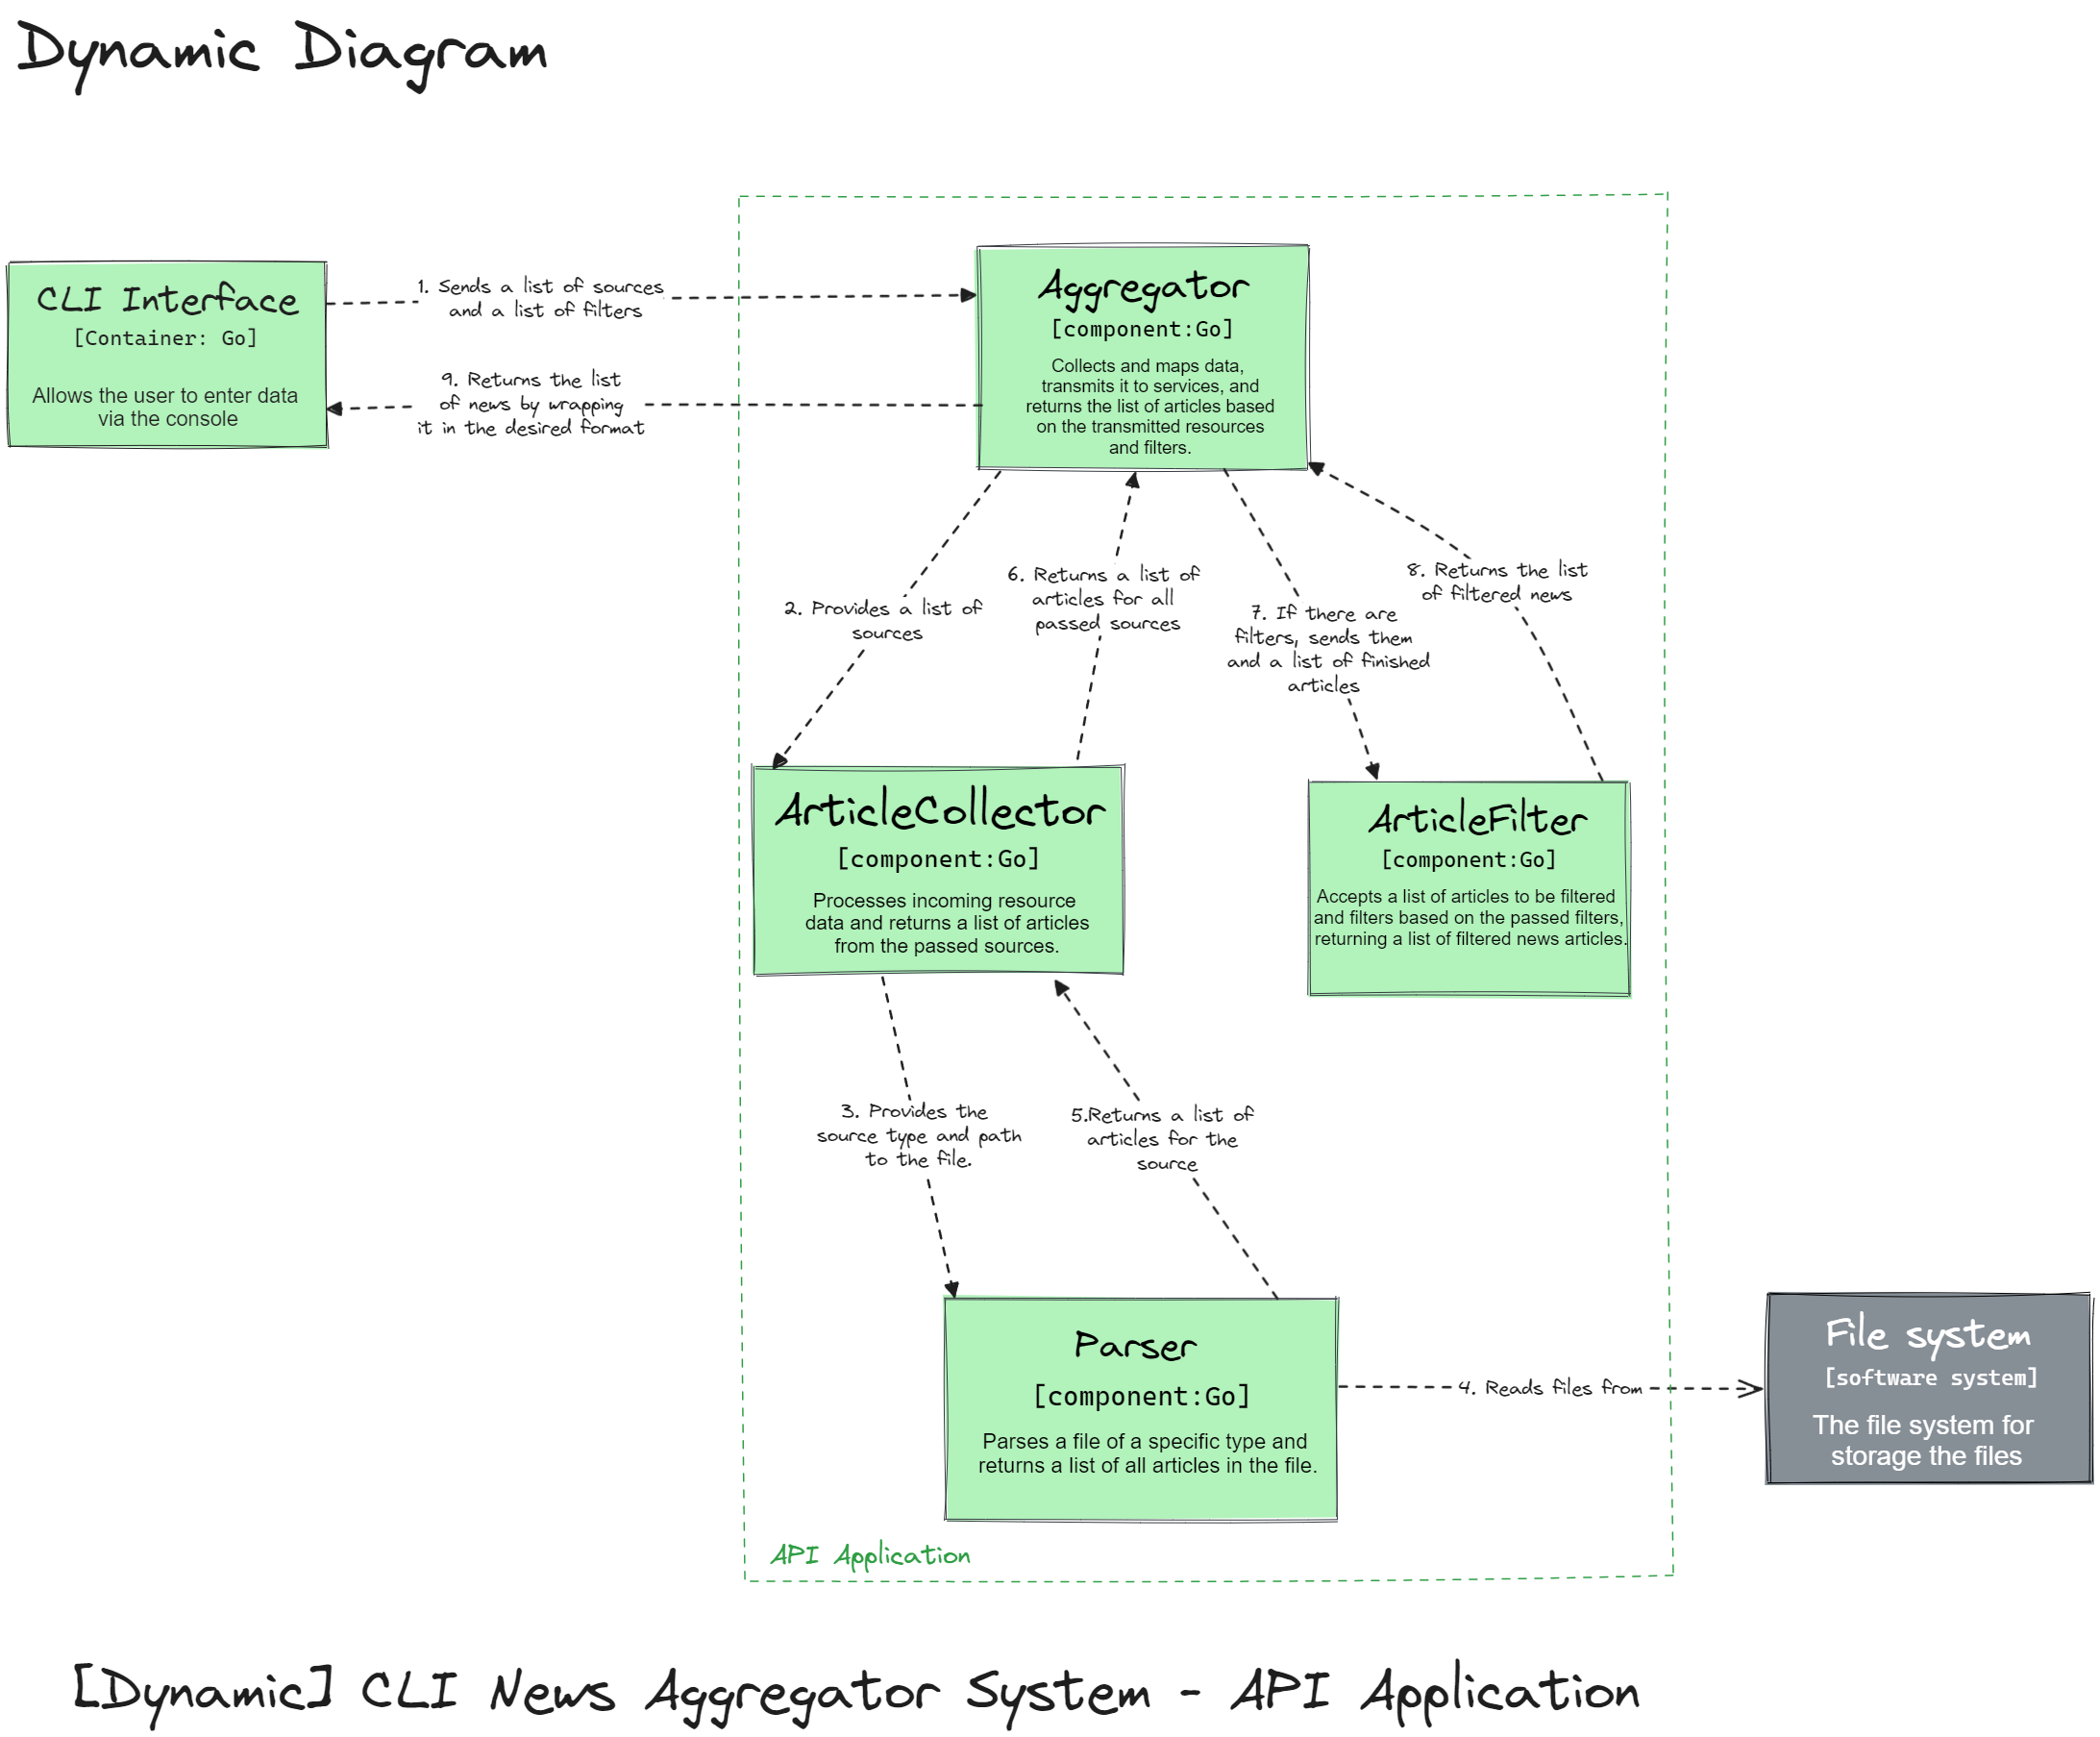 Dynamic Diagram
CLI Interface
[Container: Go]
Allows the user to enter data
via the console
1. Sends a list of sources
and a list of filters
9. Returns the list
of news by wrapping
it in the desired format
Aggregator
[component:Go]
Collects and maps data,
transmits it to services, and
returns the list of articles based
on the transmitted resources
and filters.
2. Provides a list of
sources
6. Returns a list of
articles for all
passed sources
7. If there are
filters, sends them
and a list of finished
articles
8. Returns the list
of filtered news
ArticleCollector
[component:Go]
Processes incoming resource
data and returns a list of articles
from the passed sources.
ArticleFilter
[component:Go]
Accepts a list of articles to be filtered
and filters based on the passed filters,
returning a list of filtered news articles.
3. Provides the
source type and path
to the file.
5.Returns a list of
articles for the
source
Parser
[component:Go]
Parses a file of a specific type and
returns a list of all articles in the file.
4. Reads files from
File system
[software system]
The file system for
storage the files
API Application
[Dynamic] CLI News Aggregator System - API Application